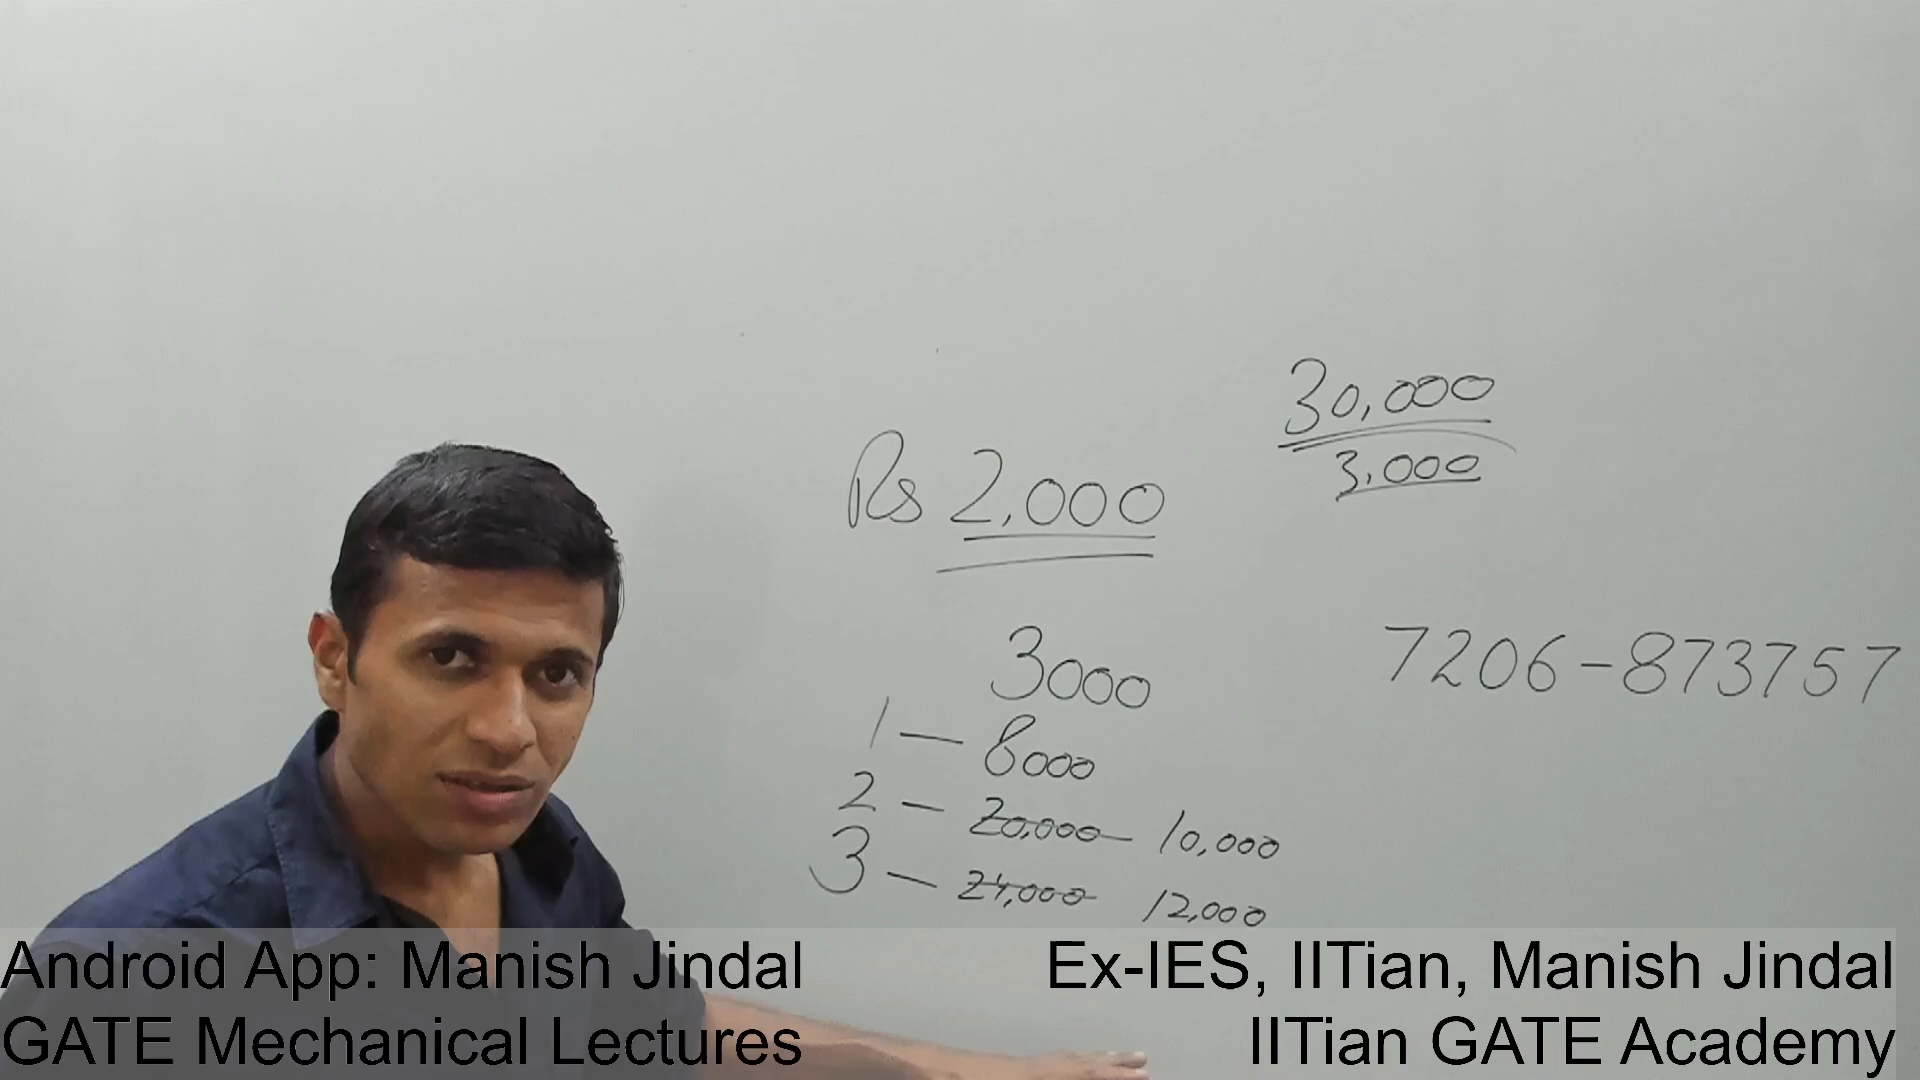 30,000
3,000
Rs 2,000
3000
7206-873757
1 — 8000
2 — 20,000 10,000
3 — 24,000 12,000
Android App: Manish Jindal
GATE Mechanical Lectures
Ex-IES, IITian, Manish Jindal
IITian GATE Academy